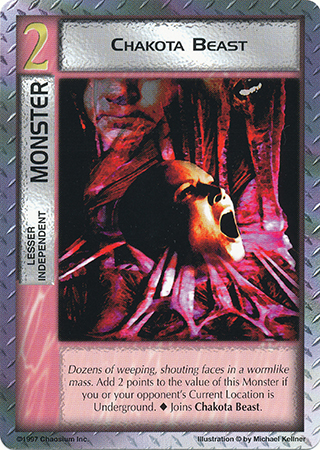 2
CHAKOTA BEAST
MONSTER
LESSER
INDEPENDENT
Dozens of weeping, shouting faces in a wormlike
mass. Add 2 points to the value of this Monster if
you or your opponent's Current Location is
Underground. ◆ Joins Chakota Beast.
©1997 Chaosium Inc.
Illustration © by Michael Kellner